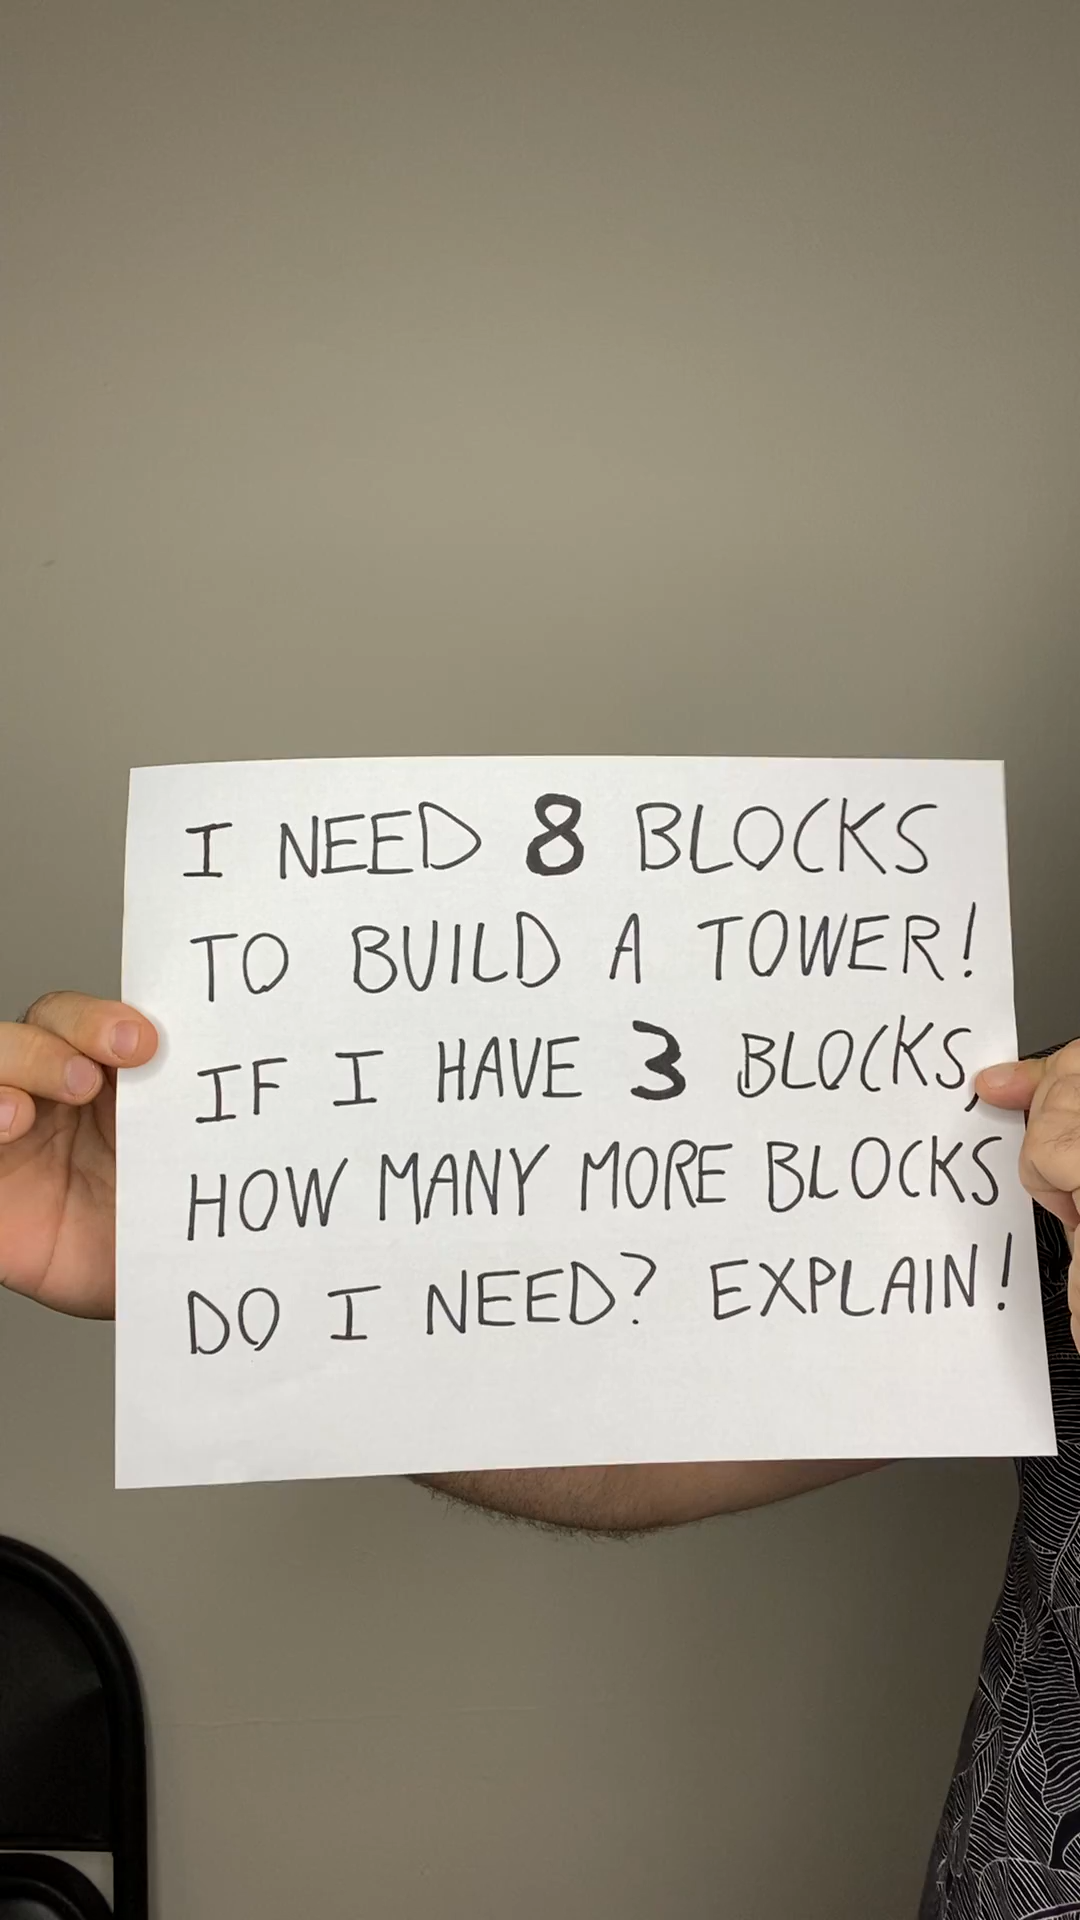 I NEED 8 BLOCKS
TO BUILD A TOWER!
IF I HAVE 3 BLOCKS,
HOW MANY MORE BLOCKS
DO I NEED? EXPLAIN!